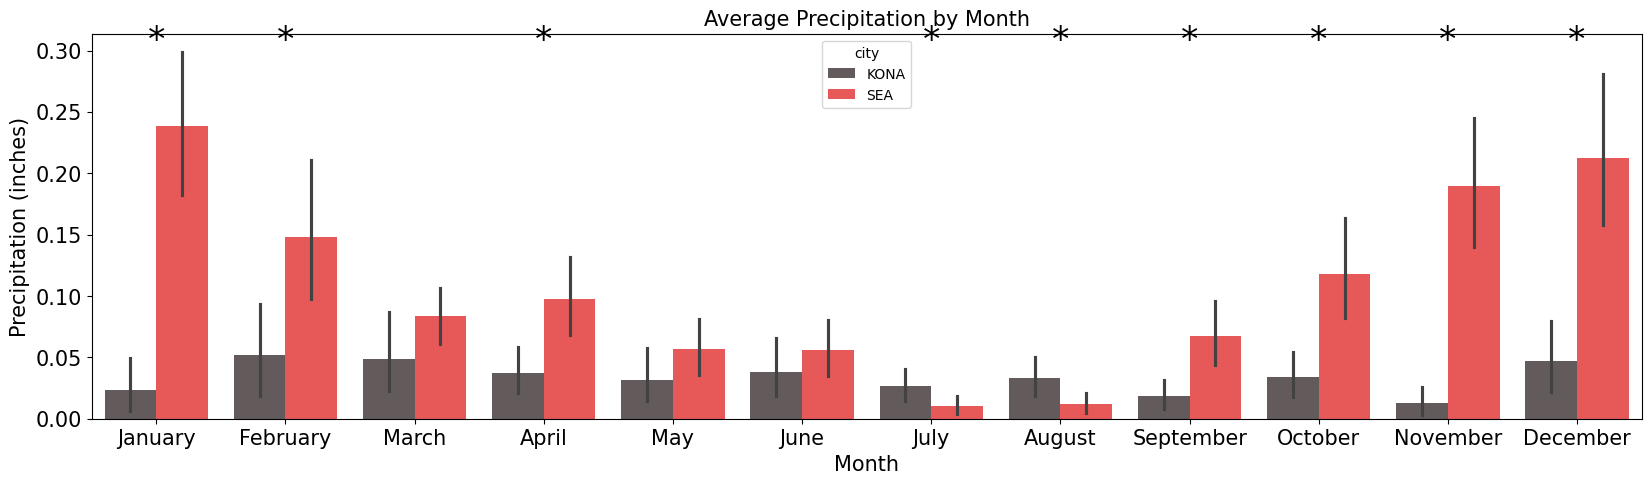 Average Precipitation by Month
* * * * * * * * *
city
KONA
SEA
Precipitation (inches)
0.30
0.25
0.20
0.15
0.10
0.05
0.00
January February March April May June July August September October November December
Month